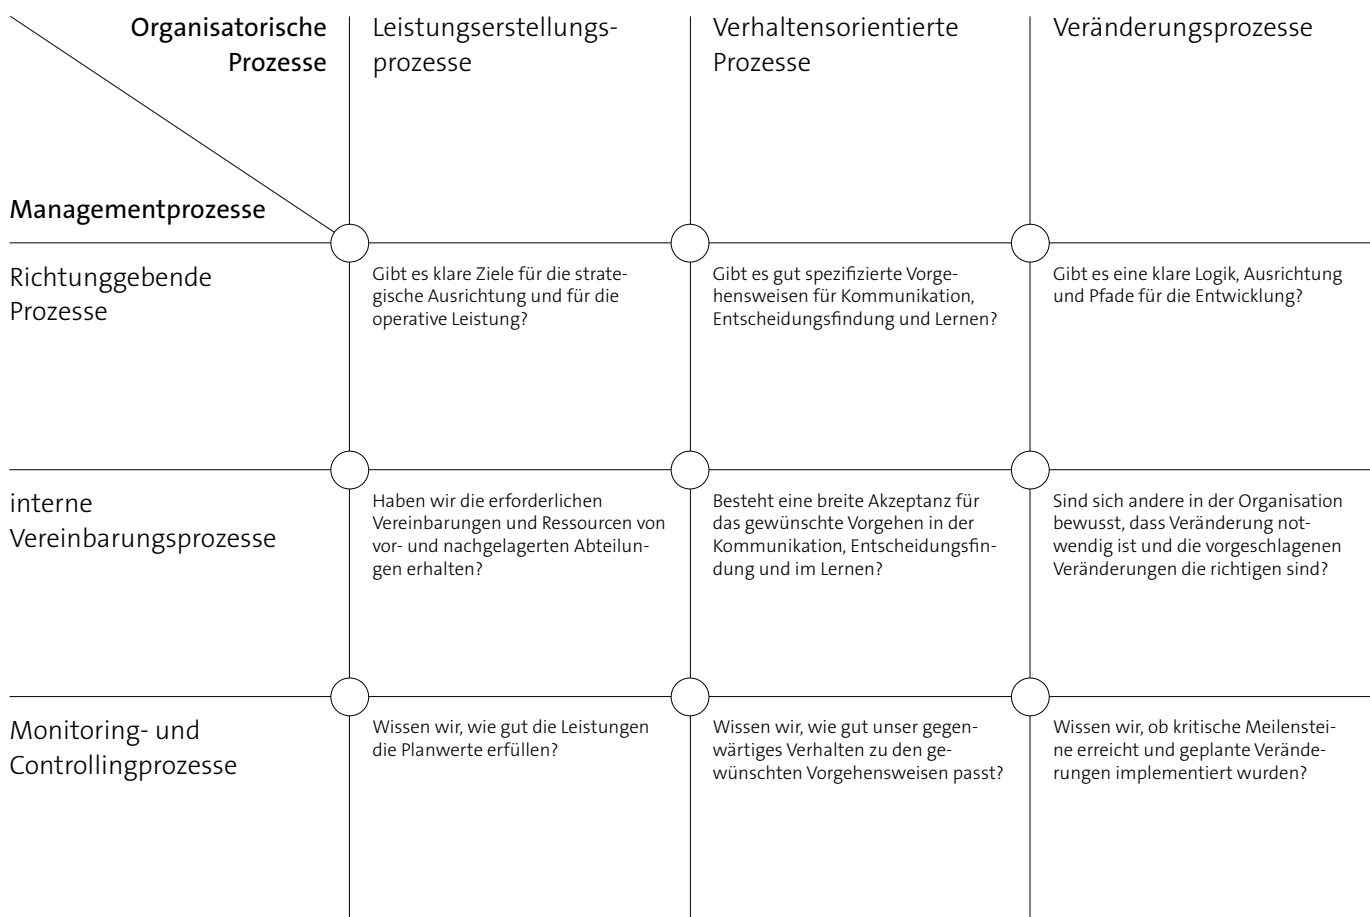 Organisatorische
Prozesse
Leistungserstellungs-
prozesse
Verhaltensorientierte
Prozesse
Veränderungsprozesse
Managementprozesse
Richtunggebende
Prozesse
Gibt es klare Ziele für die strate-
gische Ausrichtung und für die
operative Leistung?
Gibt es gut spezifizierte Vorge-
hensweisen für Kommunikation,
Entscheidungsfindung und Lernen?
Gibt es eine klare Logik, Ausrichtung
und Pfade für die Entwicklung?
interne
Vereinbarungsprozesse
Haben wir die erforderlichen
Vereinbarungen und Ressourcen von
vor- und nachgelagerten Abteilun-
gen erhalten?
Besteht eine breite Akzeptanz für
das gewünschte Vorgehen in der
Kommunikation, Entscheidungsfin-
dung und im Lernen?
Sind sich andere in der Organisation
bewusst, dass Veränderung not-
wendig ist und die vorgeschlagenen
Veränderungen die richtigen sind?
Monitoring- und
Controllingprozesse
Wissen wir, wie gut die Leistungen
die Planwerte erfüllen?
Wissen wir, wie gut unser gegen-
wärtiges Verhalten zu den ge-
wünschten Vorgehensweisen passt?
Wissen wir, ob kritische Meilenstei-
ne erreicht und geplante Verände-
rungen implementiert wurden?